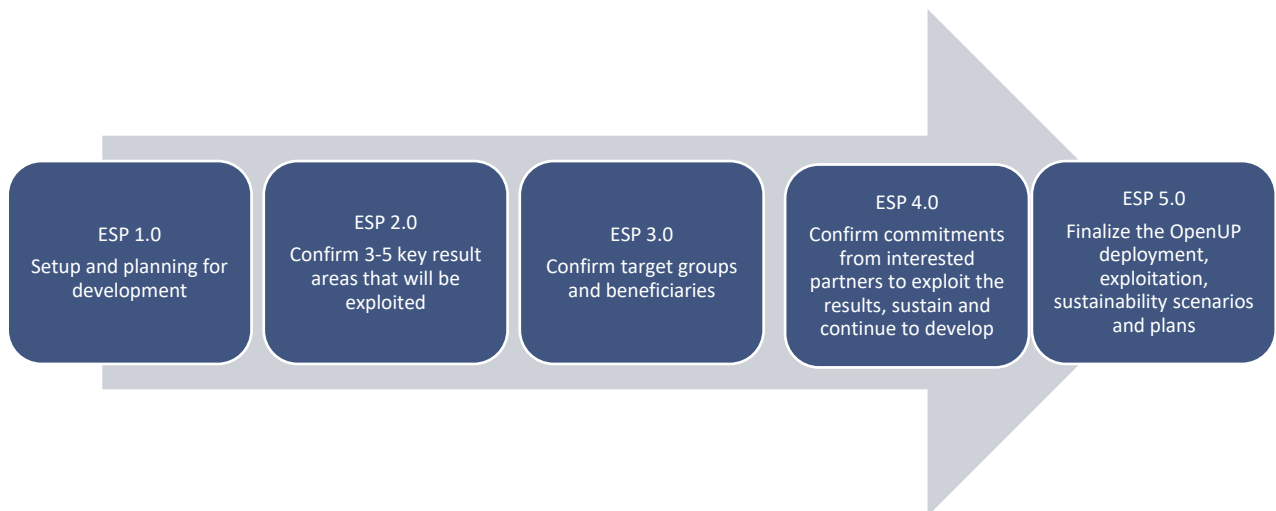 ESP 1.0
Setup and planning for
development
ESP 2.0
Confirm 3-5 key result
areas that will be
exploited
ESP 3.0
Confirm target groups
and beneficiaries
ESP 4.0
Confirm commitments
from interested
partners to exploit the
results, sustain and
continue to develop
ESP 5.0
Finalize the OpenUP
deployment,
exploitation,
sustainability scenarios
and plans